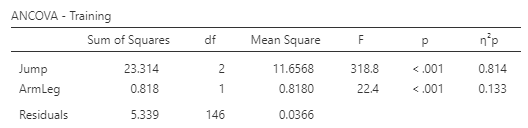 ANCOVA - Training
Sum of Squares df Mean Square F p η²p
Jump 23.314 2 11.6568 318.8 < .001 0.814
ArmLeg 0.818 1 0.8180 22.4 < .001 0.133
Residuals 5.339 146 0.0366